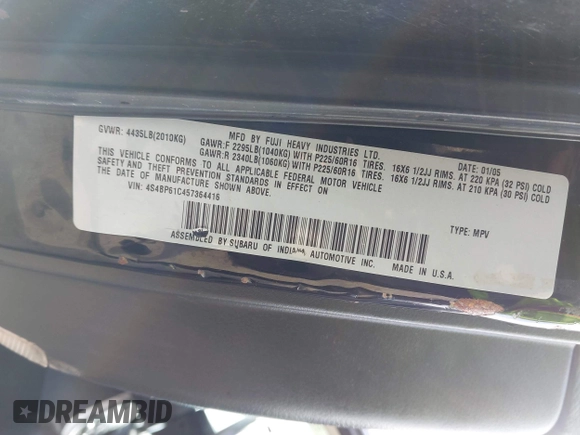 MFD BY FUJI HEAVY INDUSTRIES LTD. DATE: 01/05
GVWR: 4435LB(2010KG) GAWR:F 2295LB(1040KG) WITH P225/60R16 TIRES. 16X6 1/2JJ RIMS. AT 220 KPA (32 PSI) COLD
GAWR:R 2340LB(1060KG) WITH P225/60R16 TIRES. 16X6 1/2JJ RIMS. AT 210 KPA (30 PSI) COLD
THIS VEHICLE CONFORMS TO ALL APPLICABLE FEDERAL MOTOR VEHICLE
SAFETY AND THEFT PREVENTION STANDARDS IN EFFECT ON
THE DATE OF MANUFACTURE SHOWN ABOVE.
VIN: 4S4BP61C457364416 TYPE: MPV
ASSEMBLED BY SUBARU OF INDIANA AUTOMOTIVE INC. MADE IN U.S.A.
DREAMBID